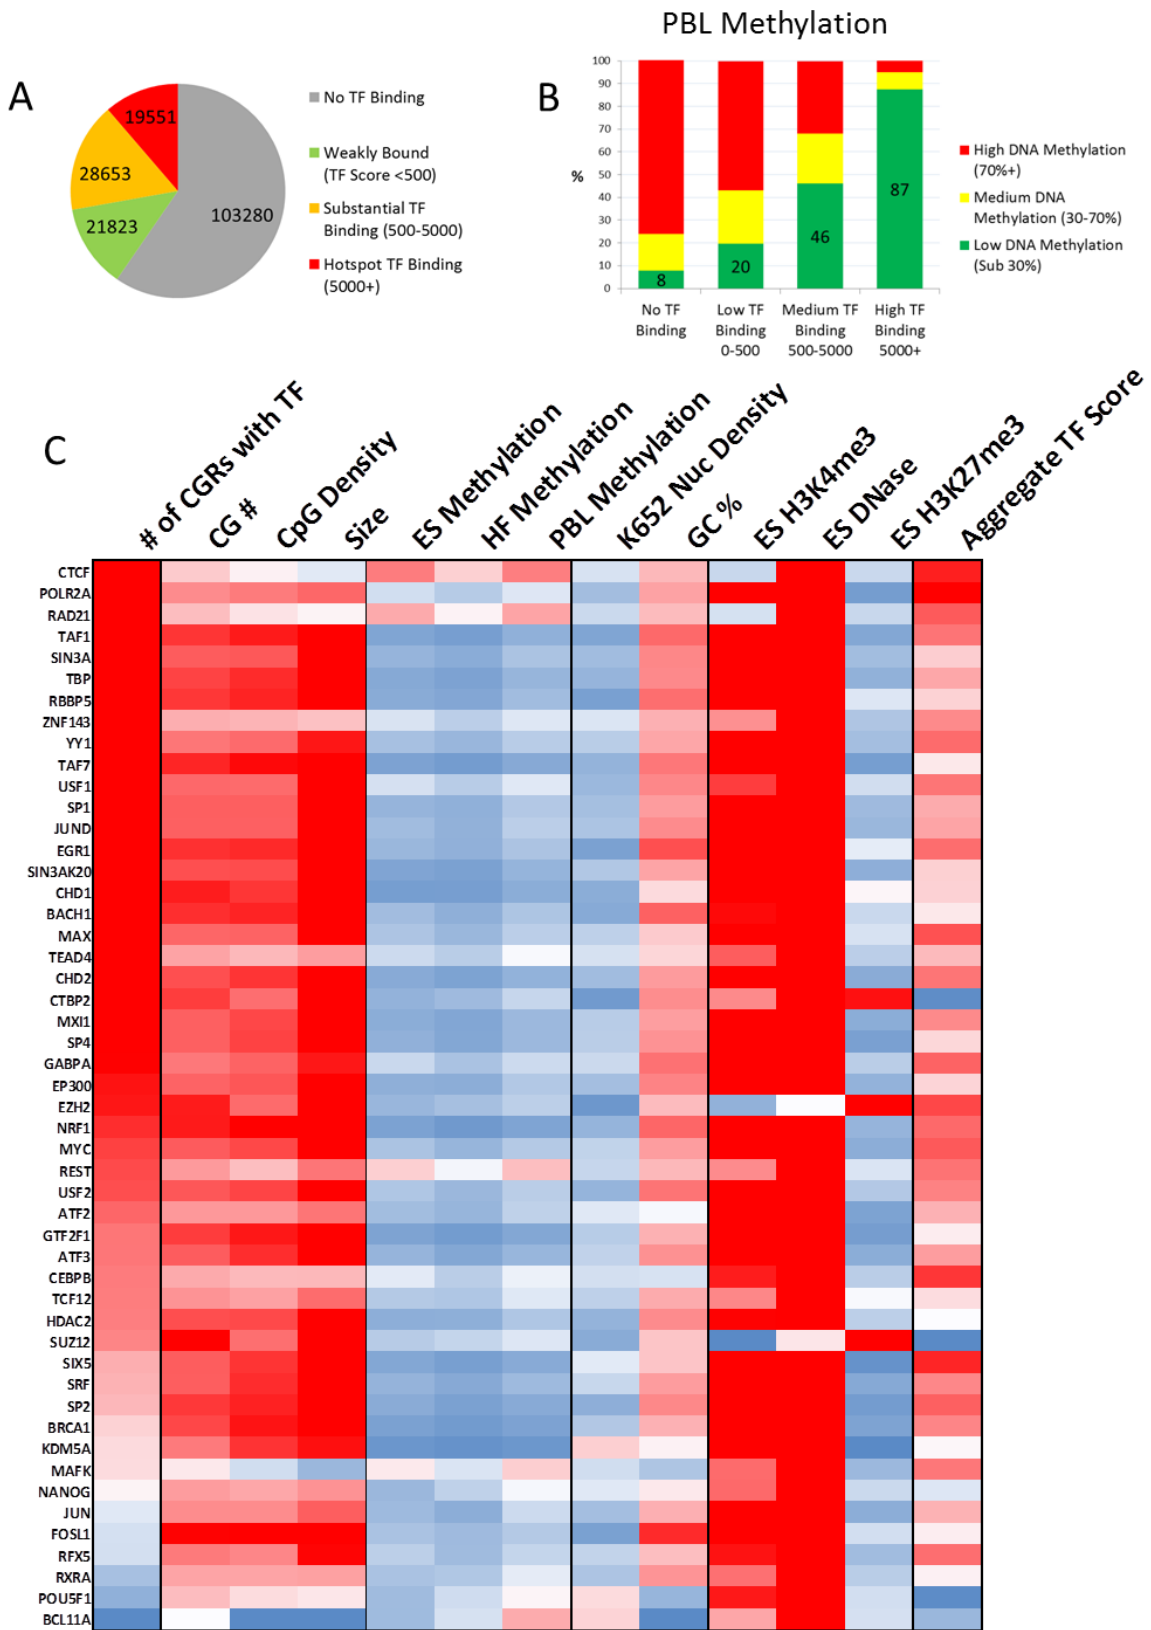 PBL Methylation
A
19551
28653
21823
103280
No TF Binding
Weakly Bound
(TF Score <500)
Substantial TF
Binding (500-5000)
Hotspot TF Binding
(5000+)
B
%
100
90
80
70
60
50
40
30
20
10
0
8
20
46
87
No TF
Binding
Low TF
Binding
0-500
Medium TF
Binding
500-5000
High TF
Binding
5000+
High DNA Methylation
(70%+)
Medium DNA
Methylation (30-70%)
Low DNA Methylation
(Sub 30%)
C
# of CGRs with TF
CG #
CpG Density
Size
ES Methylation
HF Methylation
PBL Methylation
K652 Nuc Density
GC %
ES H3K4me3
ES DNase
ES H3K27me3
Aggregate TF Score
CTCF
POLR2A
RAD21
TAF1
SIN3A
TBP
RBBP5
ZNF143
YY1
TAF7
USF1
SP1
JUND
EGR1
SIN3AK20
CHD1
BACH1
MAX
TEAD4
CHD2
CTBP2
MXI1
SP4
GABPA
EP300
EZH2
NRF1
MYC
REST
USF2
ATF2
GTF2F1
ATF3
CEBPB
TCF12
HDAC2
SUZ12
SIX5
SRF
SP2
BRCA1
KDM5A
MAFK
NANOG
JUN
FOSL1
RFX5
RXRA
POU5F1
BCL11A